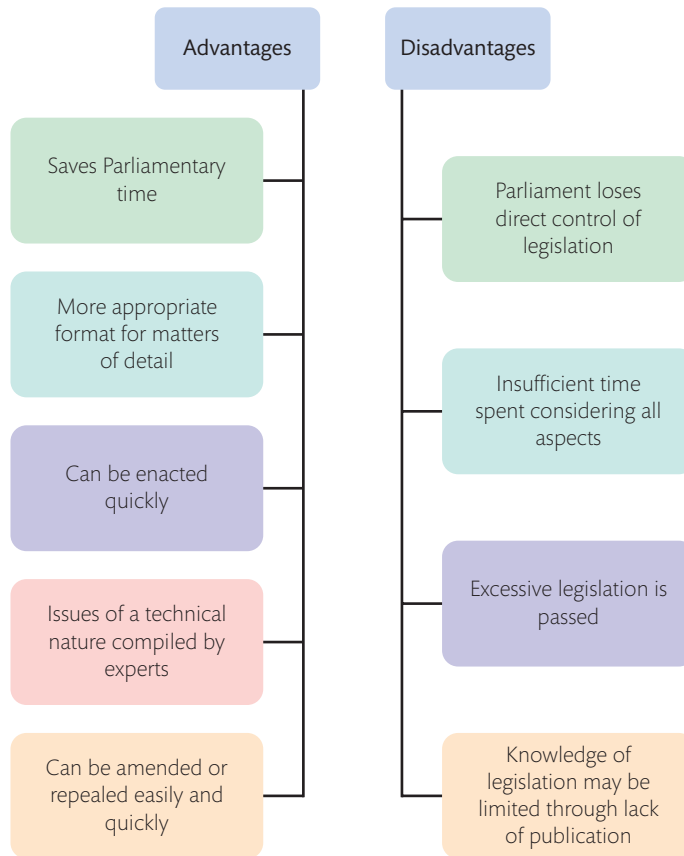 Advantages
Saves Parliamentary
time
More appropriate
format for matters
of detail
Can be enacted
quickly
Issues of a technical
nature compiled by
experts
Can be amended or
repealed easily and
quickly
Disadvantages
Parliament loses
direct control of
legislation
Insufficient time
spent considering all
aspects
Excessive legislation is
passed
Knowledge of
legislation may be
limited through lack
of publication